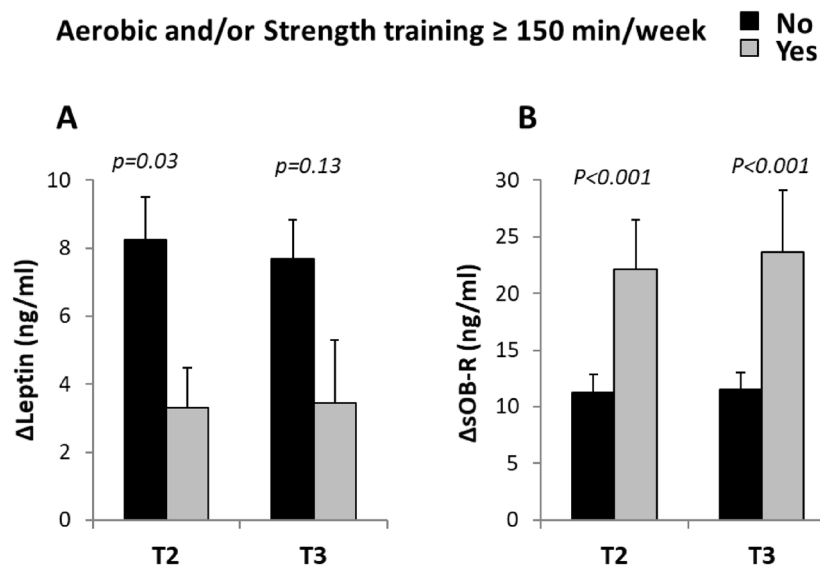 Aerobic and/or Strength training ≥ 150 min/week
No
Yes
A
p=0.03
p=0.13
ΔLeptin (ng/ml)
10
8
6
4
2
0
T2
T3
B
P<0.001
P<0.001
ΔsOB-R (ng/ml)
30
25
20
15
10
5
0
T2
T3